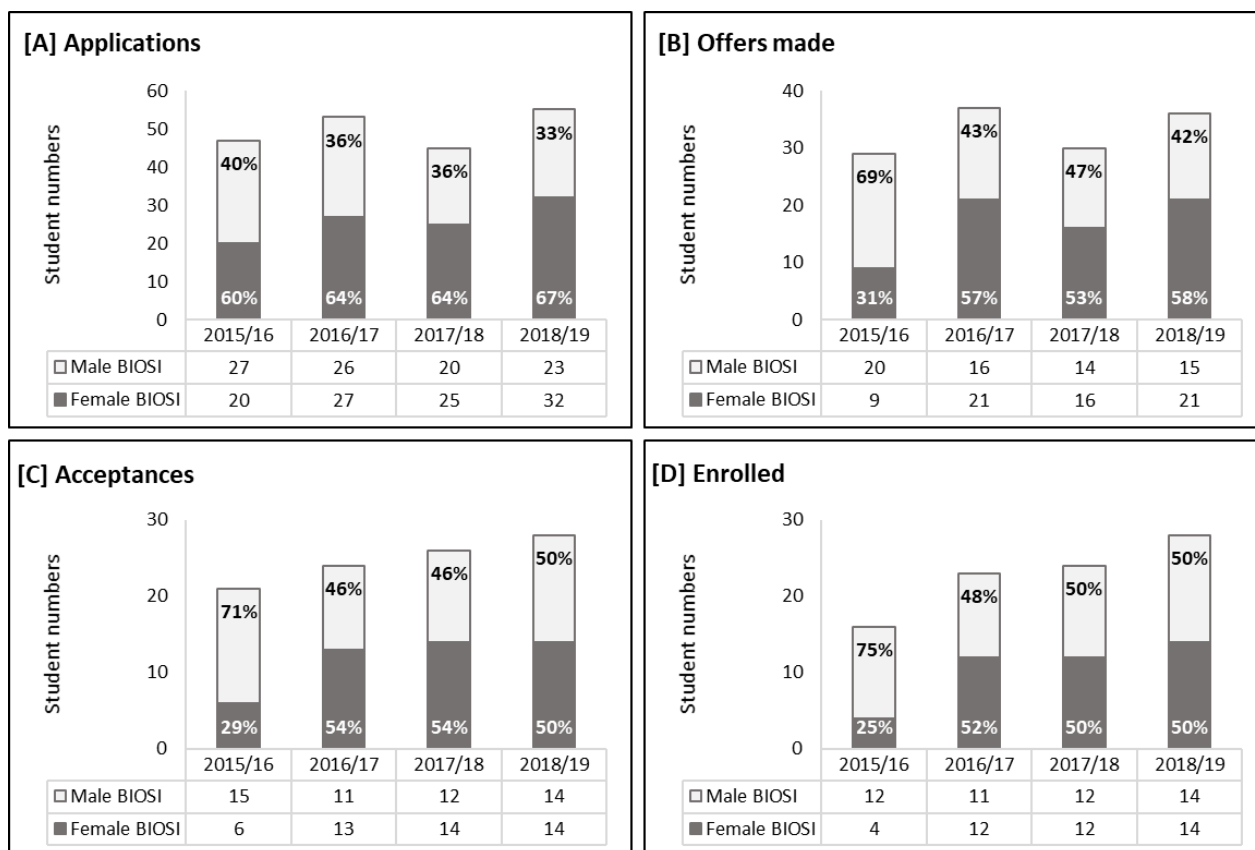 [A] Applications
Student numbers
60
50
40
30
20
10
0
40% 36% 36% 33%
60% 64% 64% 67%
2015/16 2016/17 2017/18 2018/19
Male BIOSI 27 26 20 23
Female BIOSI 20 27 25 32
[B] Offers made
Student numbers
40
30
20
10
0
69% 43% 47% 42%
31% 57% 53% 58%
2015/16 2016/17 2017/18 2018/19
Male BIOSI 20 16 14 15
Female BIOSI 9 21 16 21
[C] Acceptances
Student numbers
30
20
10
0
71% 46% 46% 50%
29% 54% 54% 50%
2015/16 2016/17 2017/18 2018/19
Male BIOSI 15 11 12 14
Female BIOSI 6 13 14 14
[D] Enrolled
Student numbers
30
20
10
0
75% 48% 50% 50%
25% 52% 50% 50%
2015/16 2016/17 2017/18 2018/19
Male BIOSI 12 11 12 14
Female BIOSI 4 12 12 14